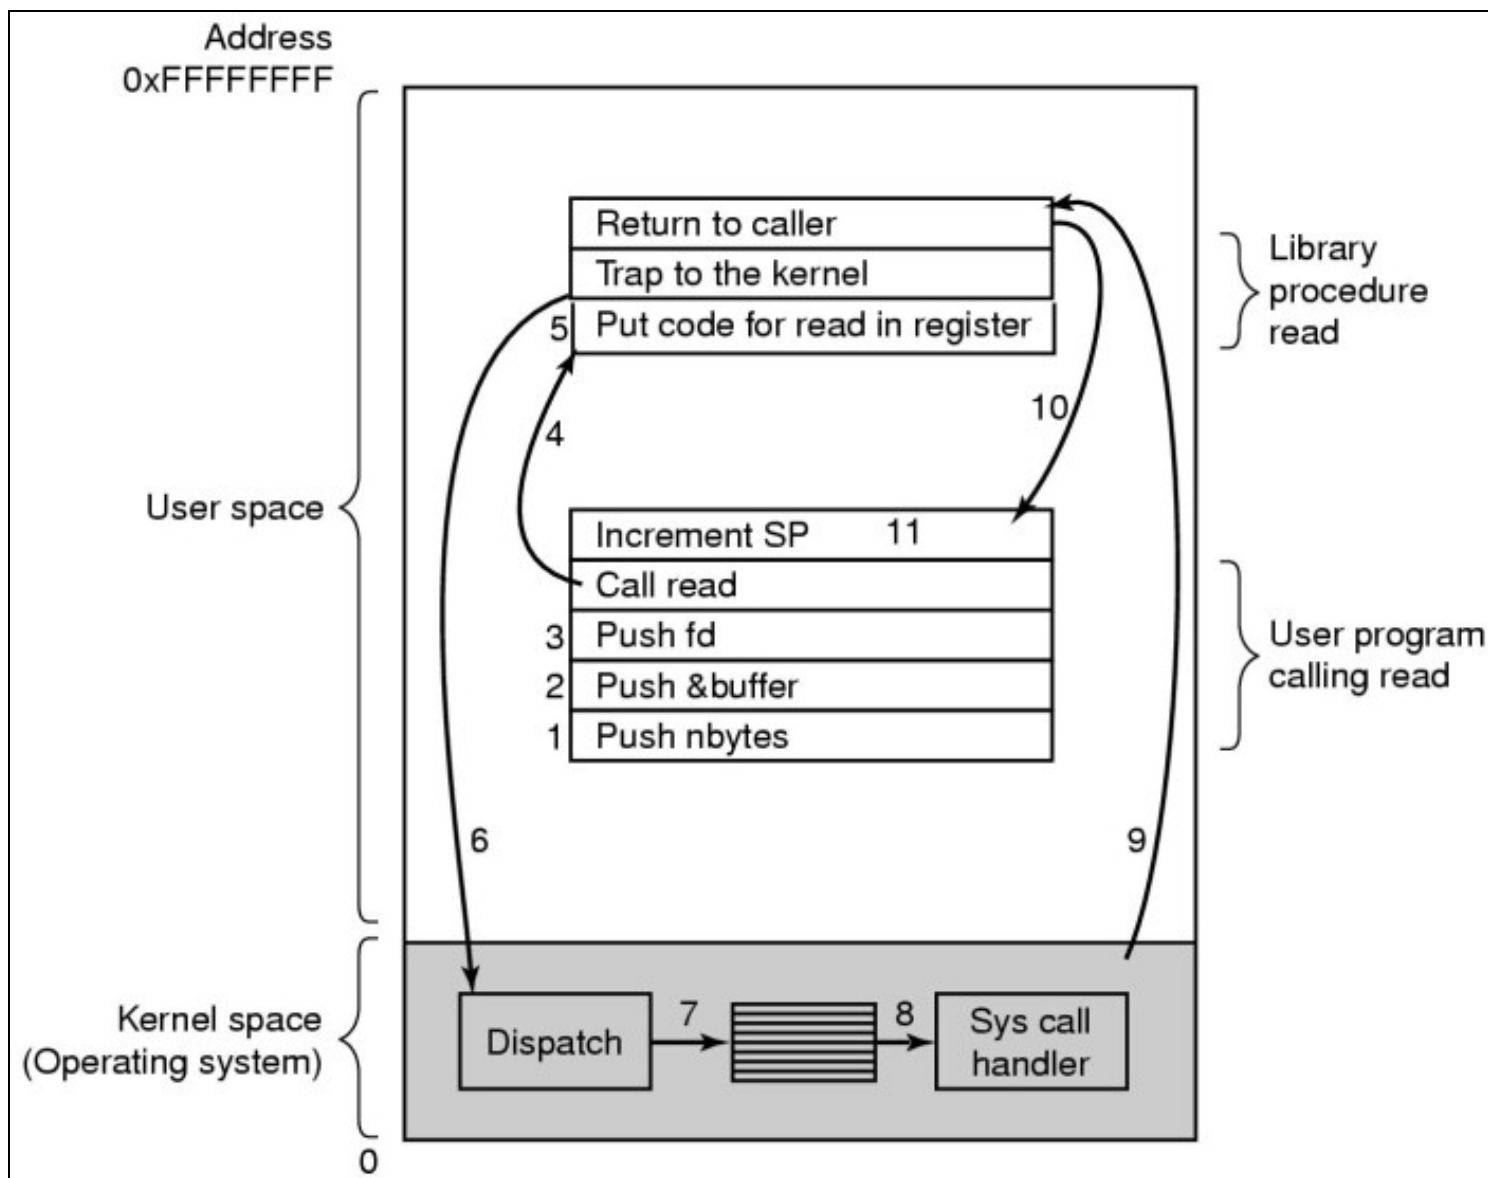 Address
0xFFFFFFFF
Return to caller
Trap to the kernel
5 Put code for read in register
Library
procedure
read
4
10
User space
Increment SP 11
Call read
3 Push fd
2 Push &buffer
1 Push nbytes
User program
calling read
6
9
Kernel space
(Operating system)
Dispatch
7
8
Sys call
handler
0